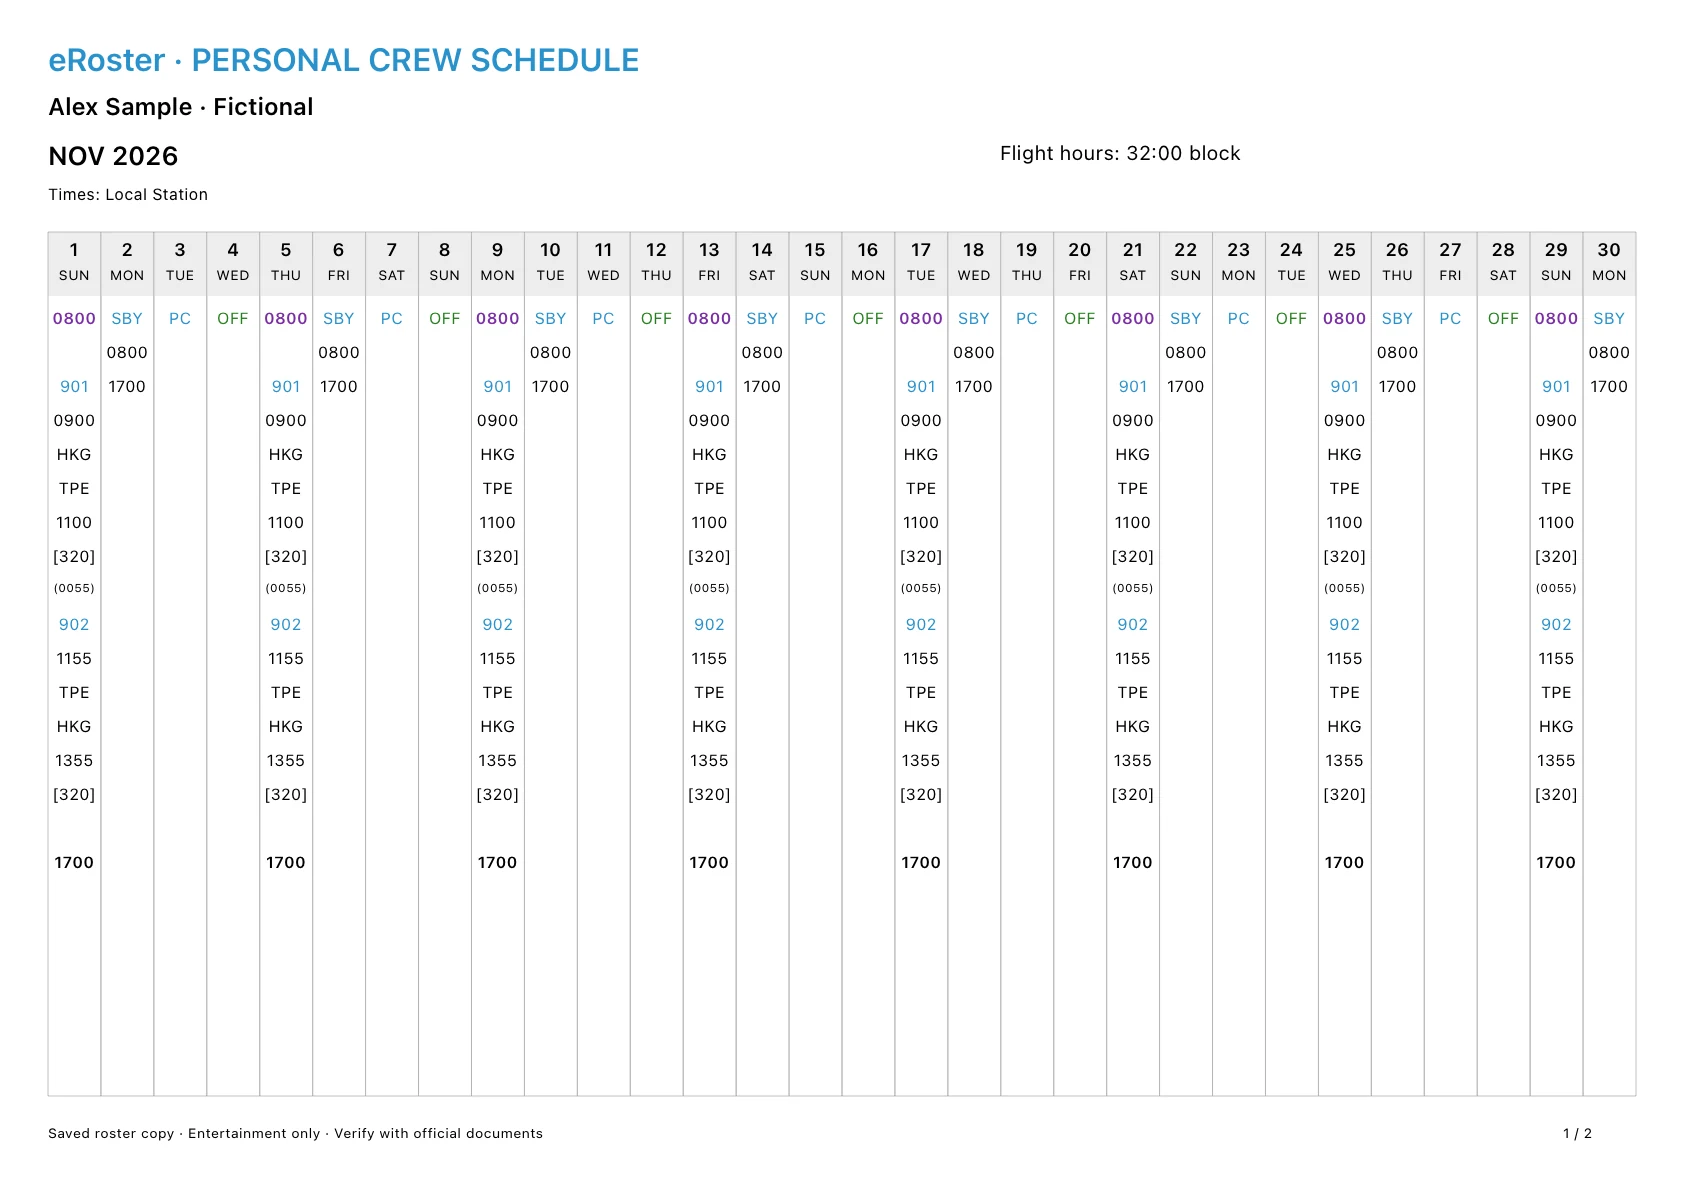 eRoster · PERSONAL CREW SCHEDULE
Alex Sample · Fictional
NOV 2026
Flight hours: 32:00 block
Times: Local Station
1 2 3 4 5 6 7 8 9 10 11 12 13 14 15 16 17 18 19 20 21 22 23 24 25 26 27 28 29 30
SUN MON TUE WED THU FRI SAT SUN MON TUE WED THU FRI SAT SUN MON TUE WED THU FRI SAT SUN MON TUE WED THU FRI SAT SUN MON
0800 SBY PC OFF 0800 SBY PC OFF 0800 SBY PC OFF 0800 SBY PC OFF 0800 SBY PC OFF 0800 SBY PC OFF 0800 SBY PC OFF 0800 SBY
0800 0800 0800 0800 0800 0800 0800 0800
901 1700 901 1700 901 1700 901 1700 901 1700 901 1700 901 1700 901 1700
0900 0900 0900 0900 0900 0900 0900 0900
HKG HKG HKG HKG HKG HKG HKG HKG
TPE TPE TPE TPE TPE TPE TPE TPE
1100 1100 1100 1100 1100 1100 1100 1100
[320] [320] [320] [320] [320] [320] [320] [320]
(0055) (0055) (0055) (0055) (0055) (0055) (0055) (0055)
902 902 902 902 902 902 902 902
1155 1155 1155 1155 1155 1155 1155 1155
TPE TPE TPE TPE TPE TPE TPE TPE
HKG HKG HKG HKG HKG HKG HKG HKG
1355 1355 1355 1355 1355 1355 1355 1355
[320] [320] [320] [320] [320] [320] [320] [320]
1700 1700 1700 1700 1700 1700 1700 1700
Saved roster copy · Entertainment only · Verify with official documents
1 / 2